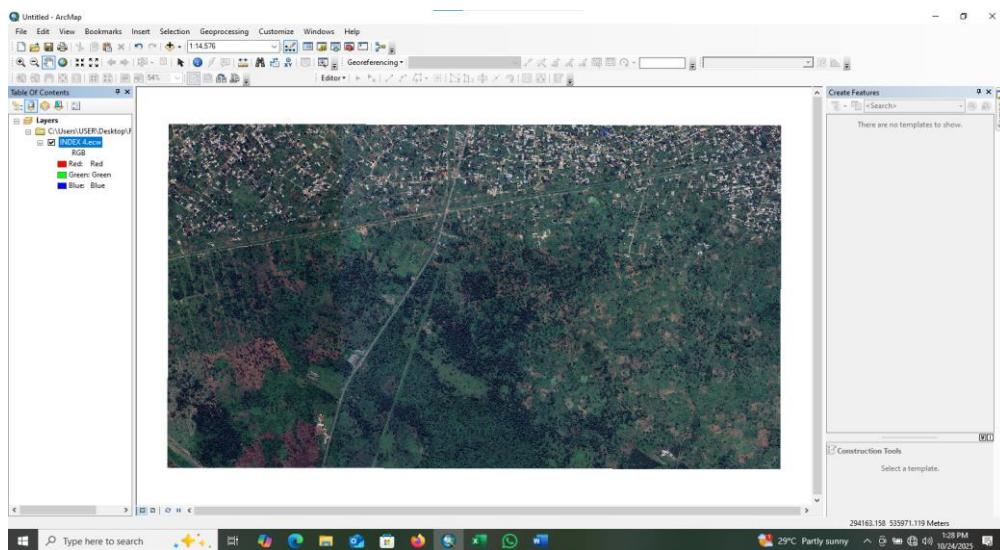 Untitled - ArcMap
File Edit View Bookmarks Insert Selection Geoprocessing Customize Windows Help
1:14,576
Georeferencing
54%
Editor
Table Of Contents
Layers
C:\Users\USER\Desktop\F
INDEX 4.ecw
RGB
Red: Red
Green: Green
Blue: Blue
Create Features
<Search>
There are no templates to show.
Construction Tools
Select a template.
294163.158 535971.119 Meters
Type here to search
29°C Partly sunny
1:28 PM
10/24/2025